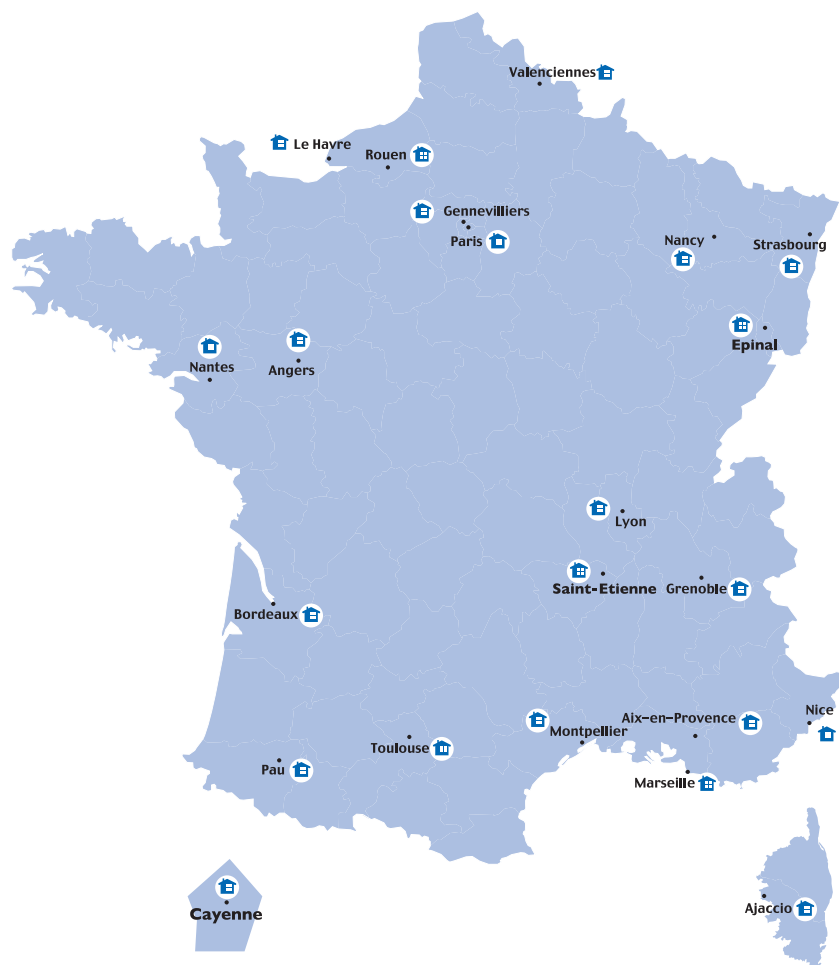 Valenciennes
Le Havre
Rouen
Gennevilliers
Paris
Nancy
Strasbourg
Epinal
Nantes
Angers
Lyon
Saint-Etienne
Grenoble
Bordeaux
Nice
Aix-en-Provence
Montpellier
Toulouse
Pau
Marseille
Ajaccio
Cayenne